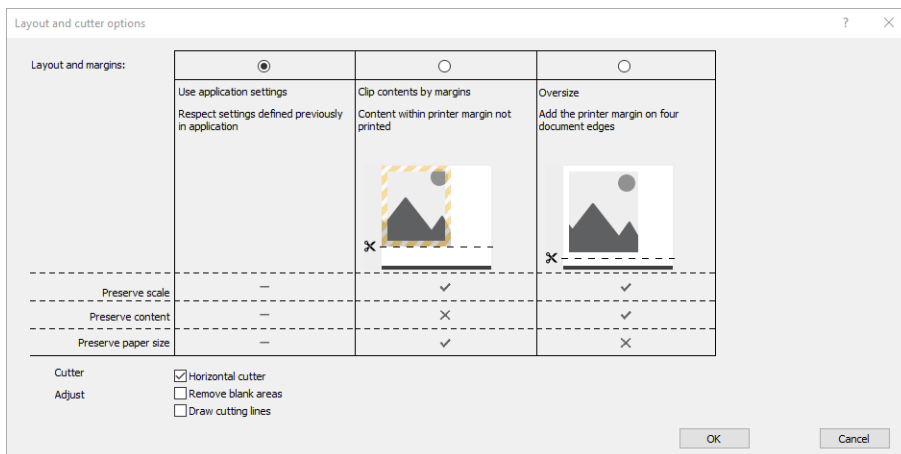 Layout and cutter options
Layout and margins:
Use application settings
Respect settings defined previously
in application
Clip contents by margins
Content within printer margin not
printed
Oversize
Add the printer margin on four
document edges
Preserve scale
Preserve content
Preserve paper size
Cutter
Horizontal cutter
Adjust
Remove blank areas
Draw cutting lines
OK
Cancel